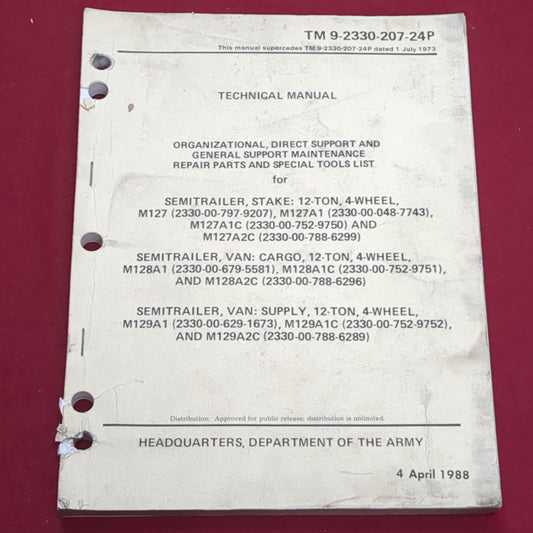 TM 9-2330-207-24P
This manual supercedes TM 9-2330-207-24P dated 1 July 1973
TECHNICAL MANUAL
ORGANIZATIONAL, DIRECT SUPPORT AND
GENERAL SUPPORT MAINTENANCE
REPAIR PARTS AND SPECIAL TOOLS LIST
for
SEMITRAILER, STAKE: 12-TON, 4-WHEEL,
M127 (2330-00-797-9207), M127A1 (2330-00-048-7743),
M127A1C (2330-00-752-9750) AND
M127A2C (2330-00-788-6299)
SEMITRAILER, VAN: CARGO, 12-TON, 4-WHEEL,
M128A1 (2330-00-679-5581), M128A1C (2330-00-752-9751),
AND M128A2C (2330-00-788-6296)
SEMITRAILER, VAN: SUPPLY, 12-TON, 4-WHEEL,
M129A1 (2330-00-629-1673), M129A1C (2330-00-752-9752),
AND M129A2C (2330-00-788-6289)
Distribution: Approved for public release; distribution is unlimited.
HEADQUARTERS, DEPARTMENT OF THE ARMY
4 April 1988